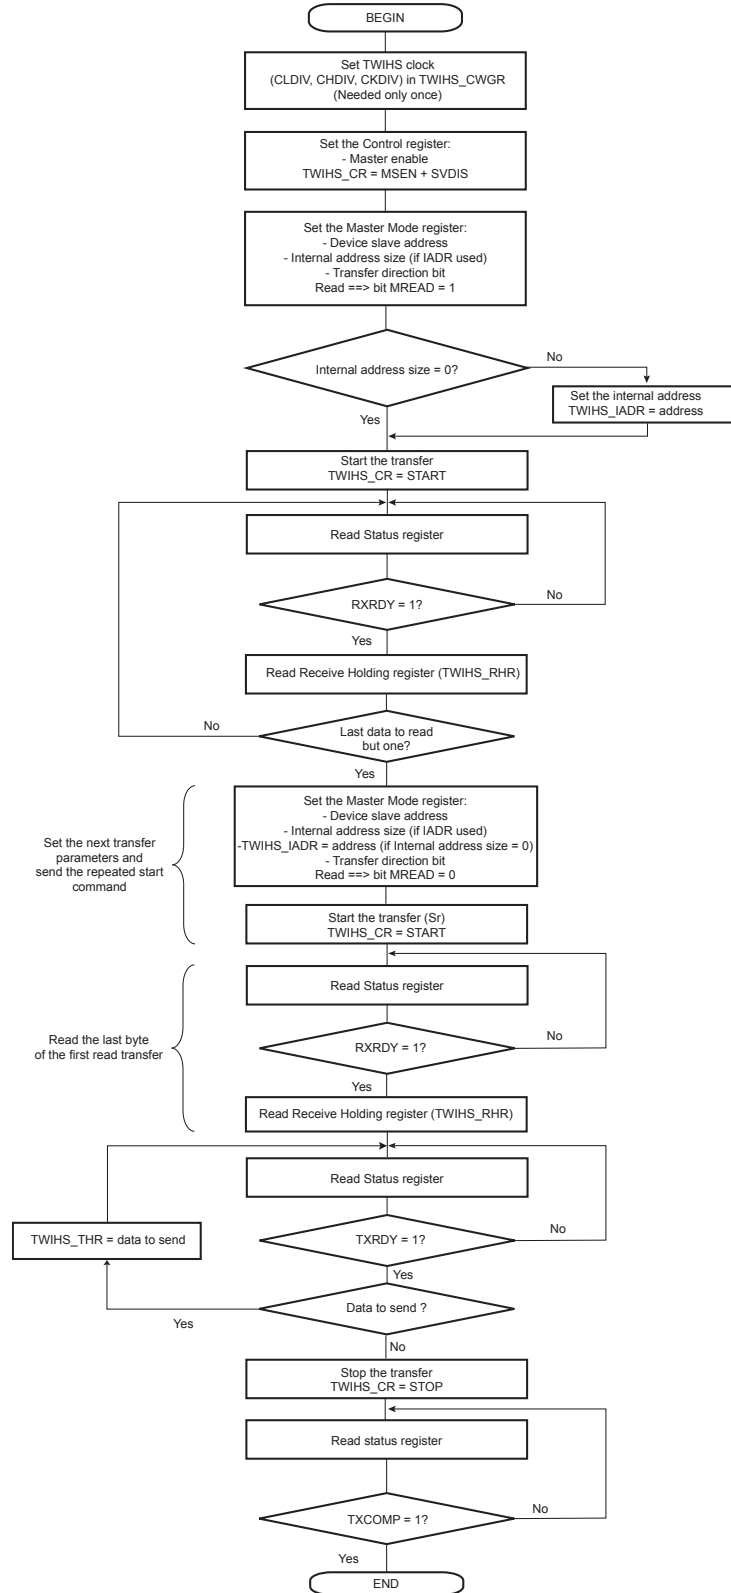 BEGIN
Set TWIHS clock
(CLDIV, CHDIV, CKDIV) in TWIHS_CWGR
(Needed only once)
Set the Control register:
- Master enable
TWIHS_CR = MSEN + SVDIS
Set the Master Mode register:
- Device slave address
- Internal address size (if IADR used)
- Transfer direction bit
Read ==> bit MREAD = 1
Internal address size = 0?
No
Set the internal address
TWIHS_IADR = address
Yes
Start the transfer
TWIHS_CR = START
Read Status register
RXRDY = 1?
No
Yes
Read Receive Holding register (TWIHS_RHR)
No
Last data to read
but one?
Yes
Set the next transfer
parameters and
send the repeated start
command
Set the Master Mode register:
- Device slave address
- Internal address size (if IADR used)
-TWIHS_IADR = address (if Internal address size = 0)
- Transfer direction bit
Read ==> bit MREAD = 0
Start the transfer (Sr)
TWIHS_CR = START
Read the last byte
of the first read transfer
Read Status register
RXRDY = 1?
No
Yes
Read Receive Holding register (TWIHS_RHR)
Read Status register
TWIHS_THR = data to send
TXRDY = 1?
No
Yes
Data to send ?
Yes
No
Stop the transfer
TWIHS_CR = STOP
Read status register
TXCOMP = 1?
No
Yes
END